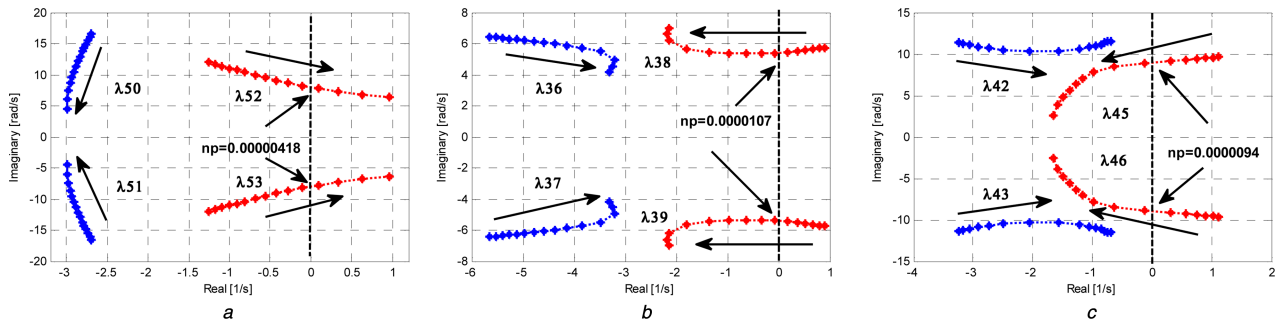 20
15
10
5
0
-5
-10
-15
-20
Imaginary [rad/s]
-3
-2.5
-2
-1.5
-1
-0.5
0
0.5
1
Real [1/s]
λ50
λ52
np=0.00000418
λ51
λ53
a
8
6
4
2
0
-2
-4
-6
-8
Imaginary [rad/s]
-6
-5
-4
-3
-2
-1
0
1
Real [1/s]
λ36
λ38
np=0.0000107
λ37
λ39
b
15
10
5
0
-5
-10
-15
Imaginary [rad/s]
-4
-3
-2
-1
0
1
2
Real [1/s]
λ42
λ45
λ46
np=0.0000094
λ43
c